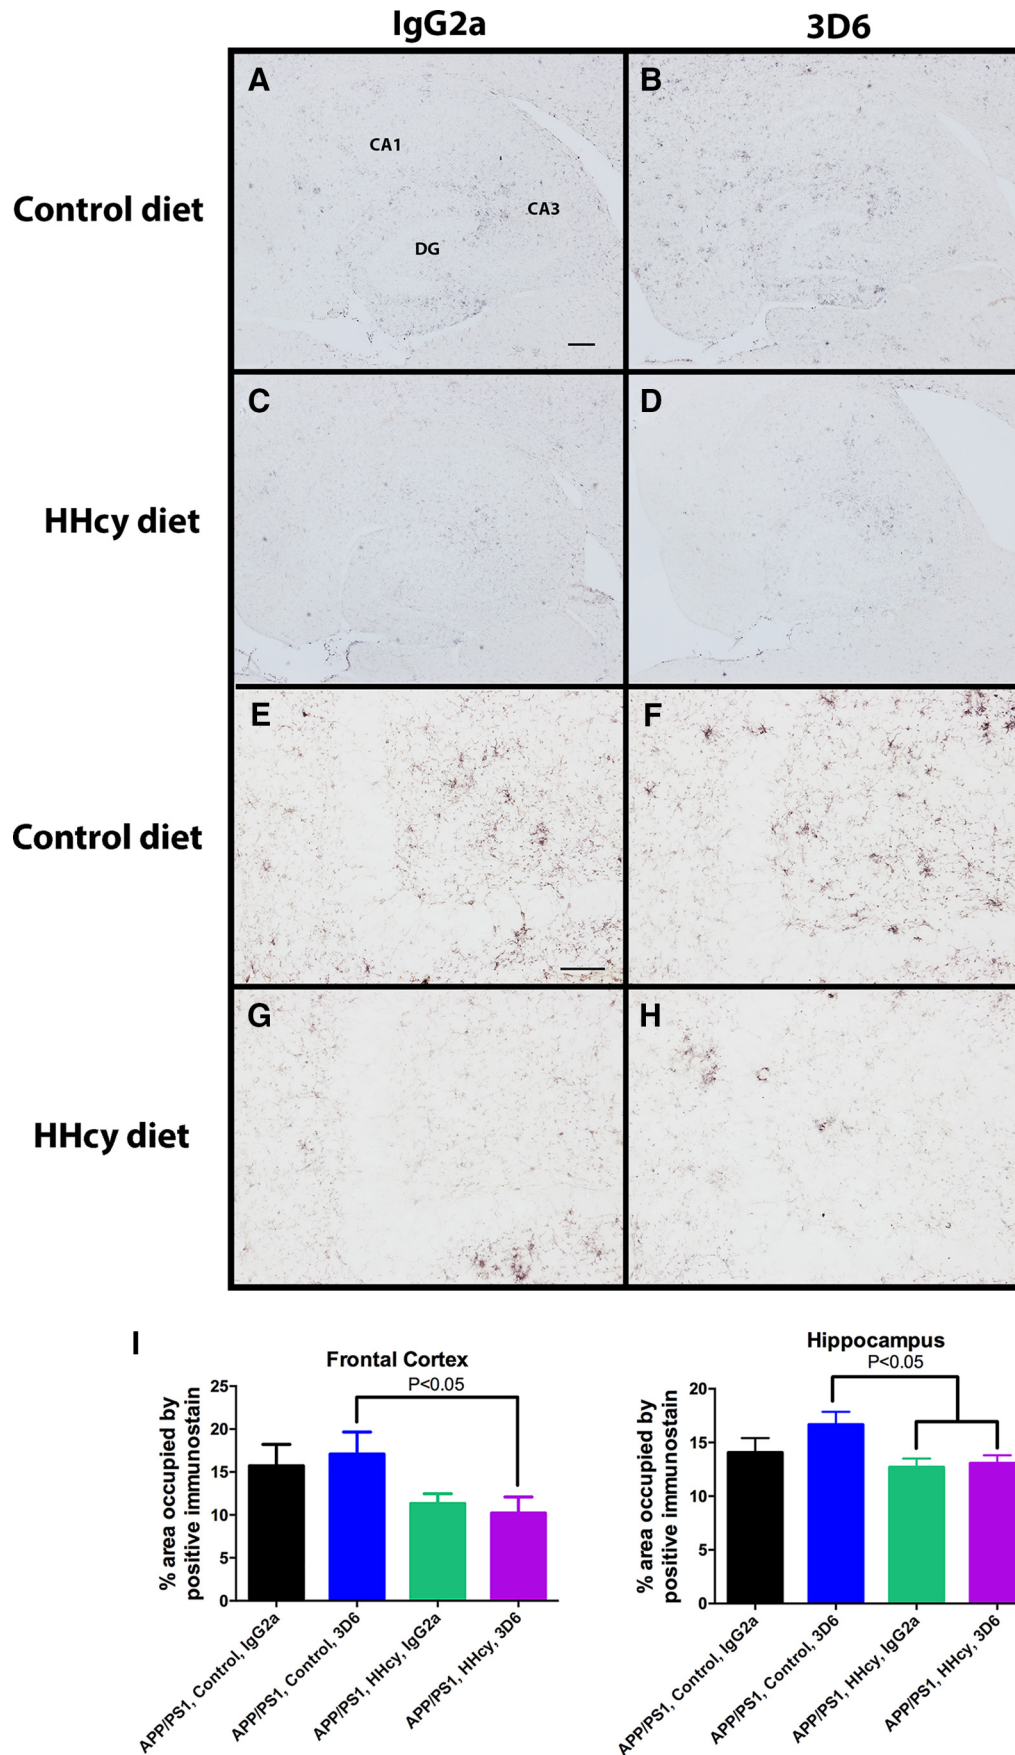 IgG2a
3D6
A
B
CA1
CA3
DG
Control diet
C
D
HHcy diet
E
F
Control diet
G
H
HHcy diet
I
Frontal Cortex
P<0.05
% area occupied by
positive immunostain
25
20
15
10
5
0
APP/PS1, Control, IgG2a
APP/PS1, Control, 3D6
APP/PS1, HHcy, IgG2a
APP/PS1, HHcy, 3D6
Hippocampus
P<0.05
% area occupied by
positive immunostain
20
15
10
5
0
APP/PS1, Control, IgG2a
APP/PS1, Control, 3D6
APP/PS1, HHcy, IgG2a
APP/PS1, HHcy, 3D6